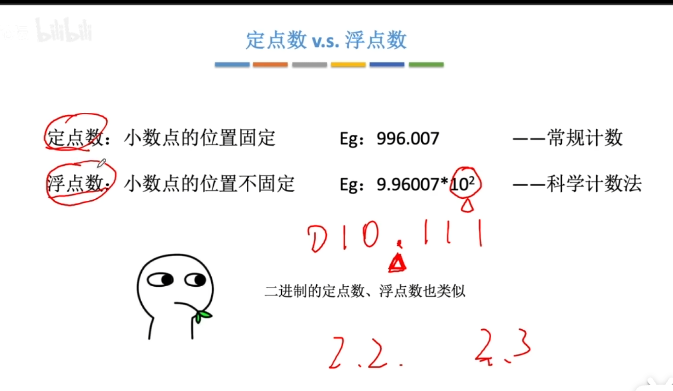 bilibili
定点数 v.s. 浮点数
定点数：小数点的位置固定 Eg：996.007 ——常规计数
浮点数：小数点的位置不固定 Eg：9.96007*10² ——科学计数法
010.111
二进制的定点数、浮点数也类似
2.2. 2.3